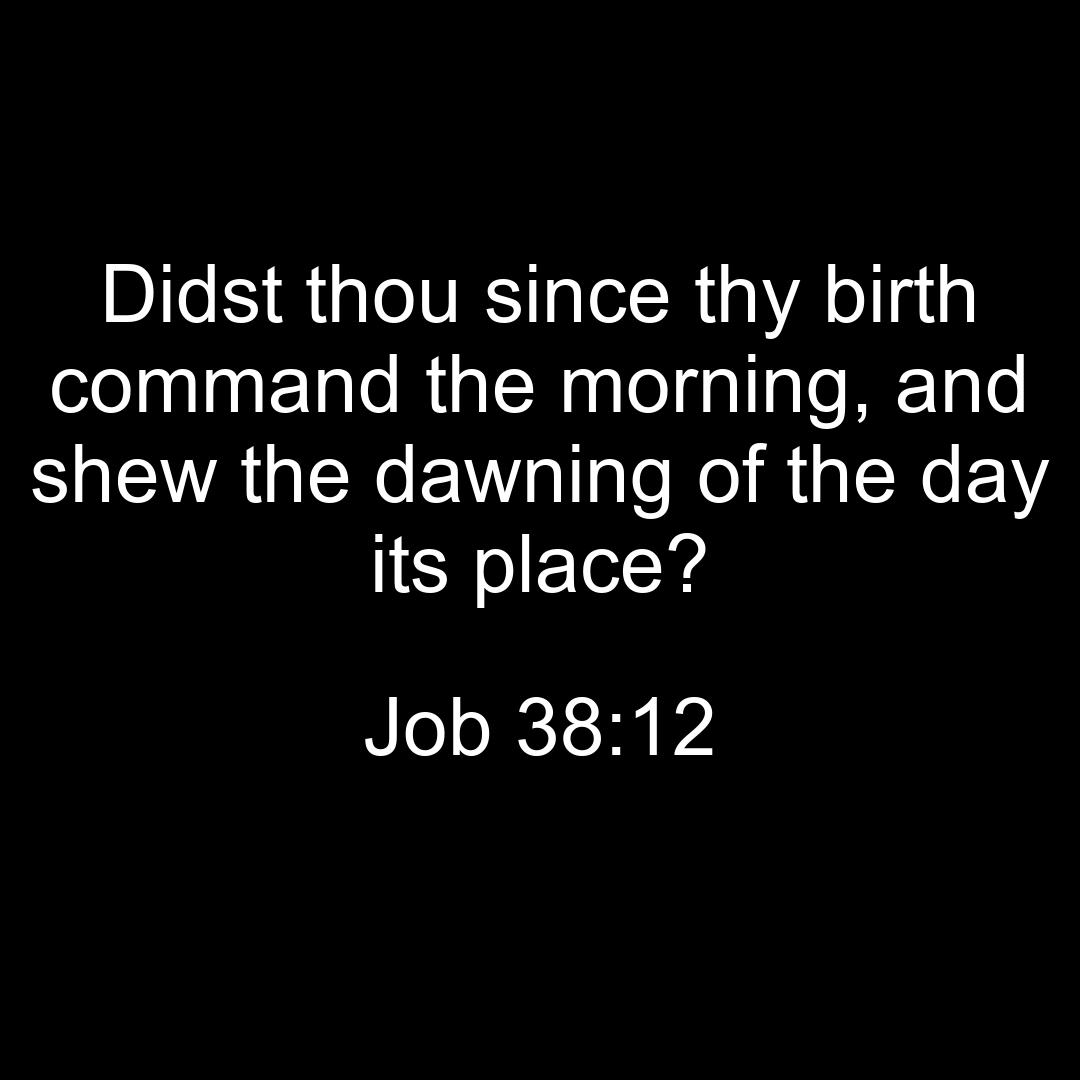 Didst thou since thy birth
command the morning, and
shew the dawning of the day
its place?
Job 38:12